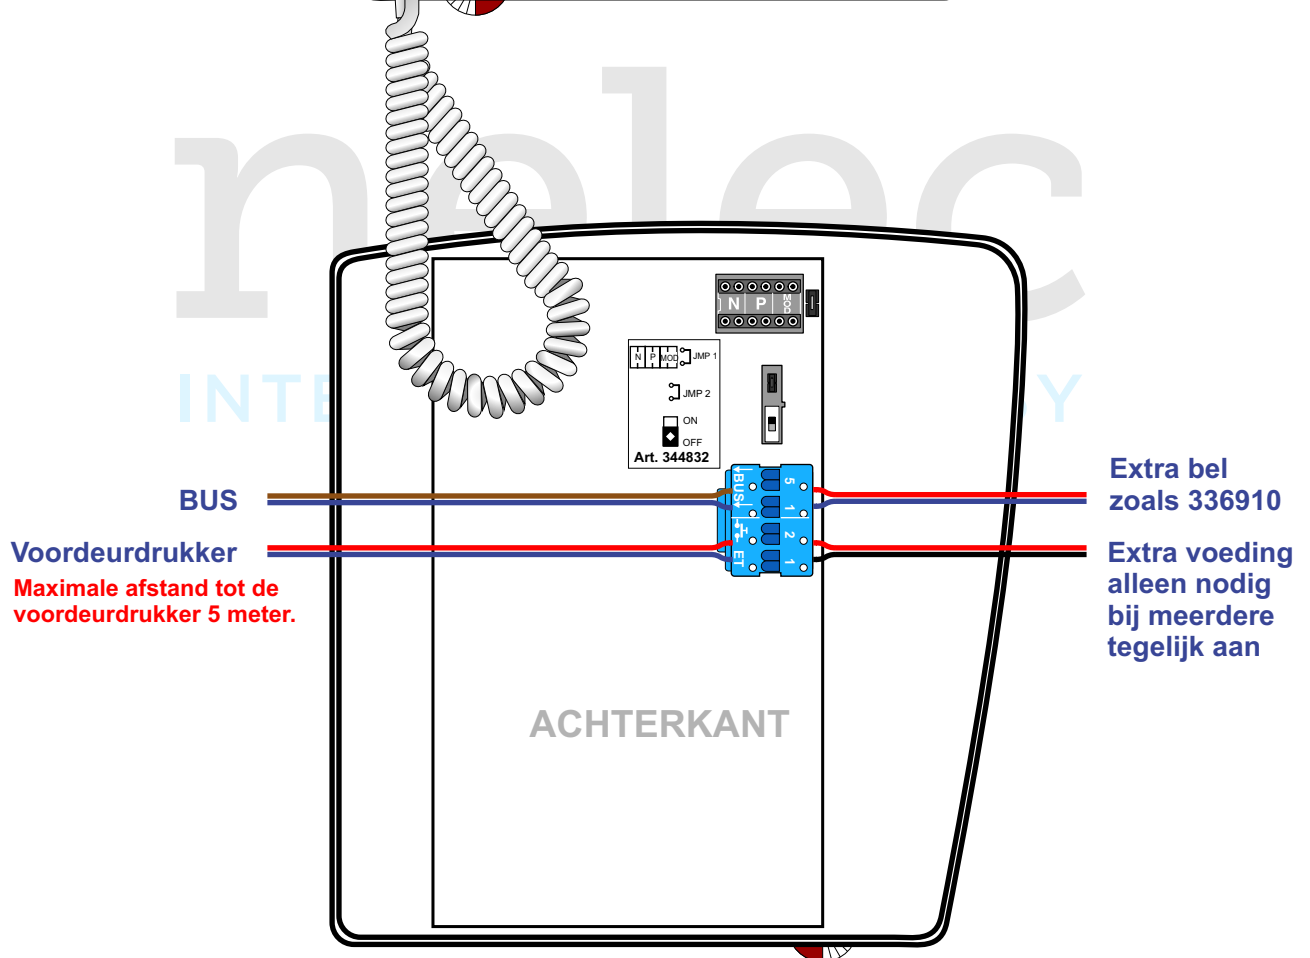 nelec
INTE
Y
N P MOD
N P MOD JMP 1
JMP 2
ON
OFF
Art. 344832
BUS
Voordeurdrukker
Maximale afstand tot de
voordeurdrukker 5 meter.
BUS
5
1
2
ET
1
Extra bel
zoals 336910
Extra voeding
alleen nodig
bij meerdere
tegelijk aan
ACHTERKANT